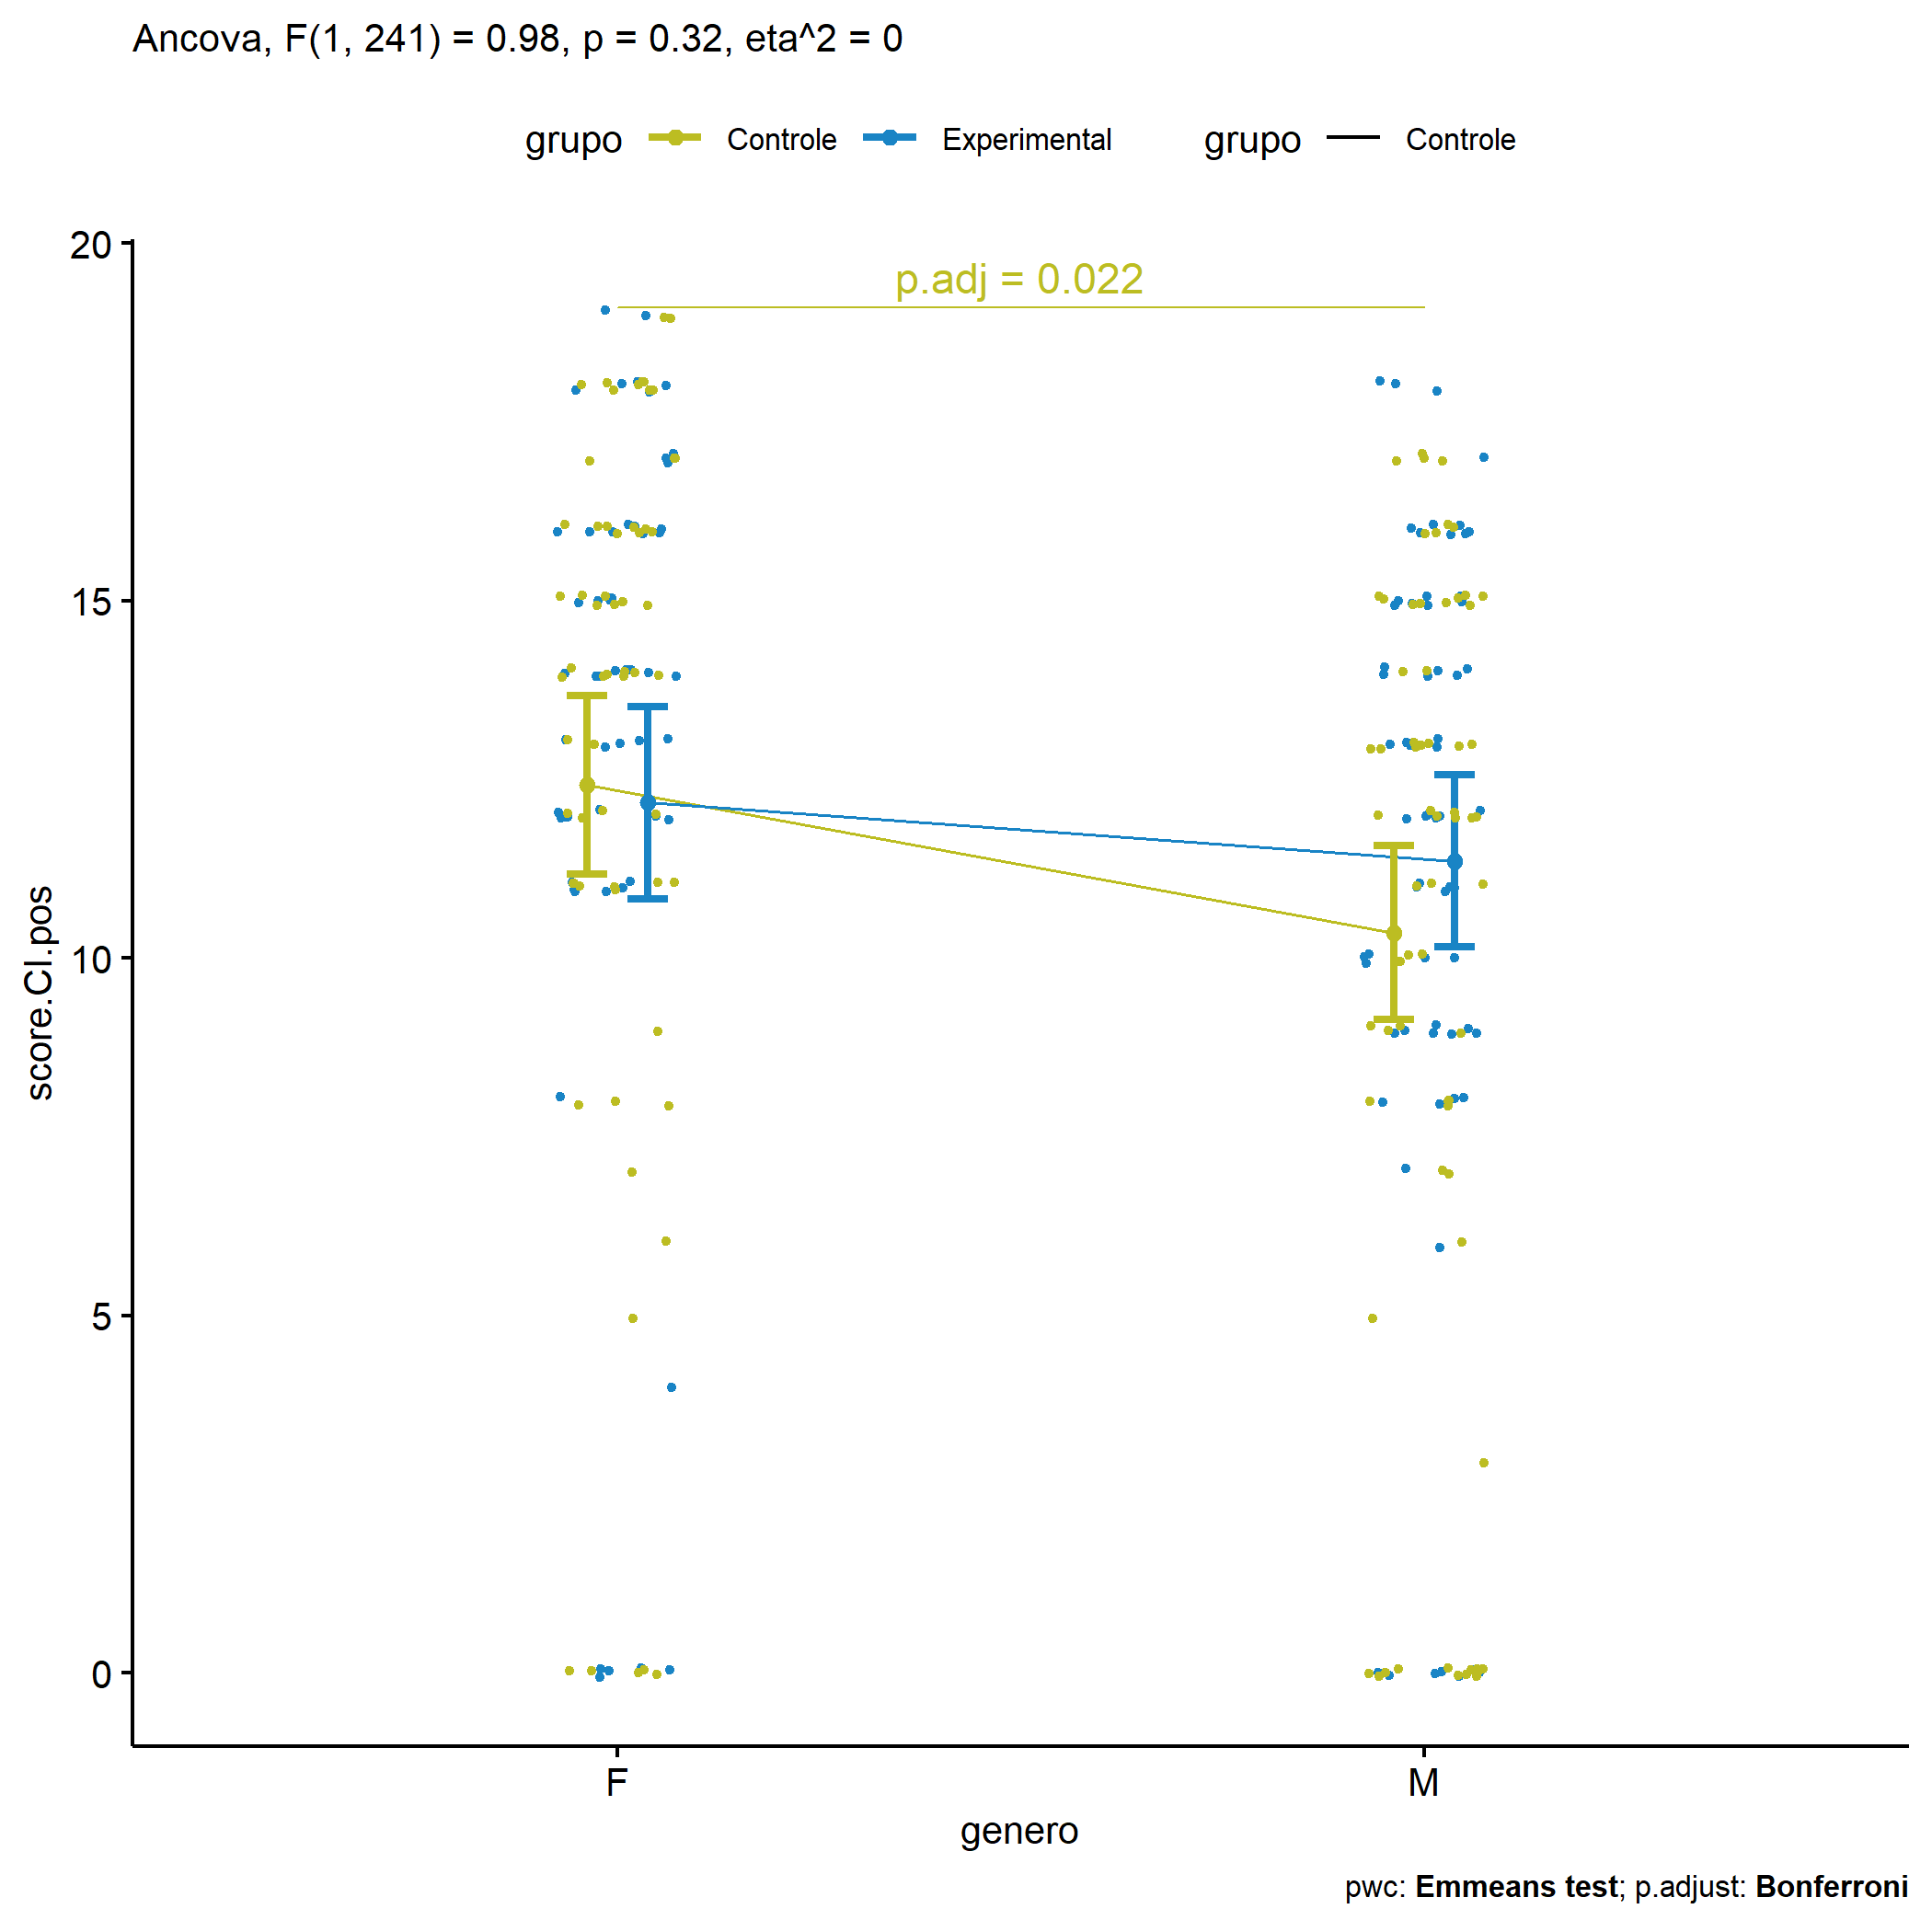 Ancova, F(1, 241) = 0.98, p = 0.32, eta^2 = 0
grupo Controle Experimental grupo Controle
20
p.adj = 0.022
15
10
5
0
score.CI.pos
F M
genero
pwc: Emmeans test; p.adjust: Bonferroni